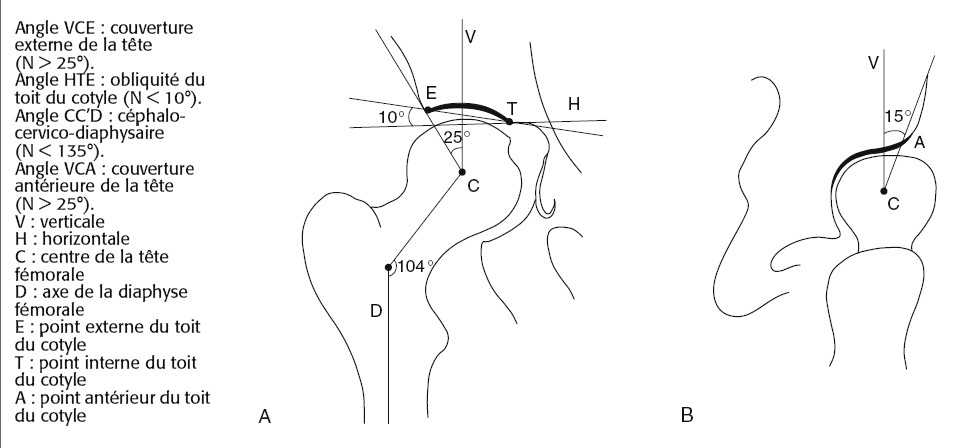 Angle VCE : couverture
externe de la tête
(N > 25°).
Angle HTE : obliquité du
toit du cotyle (N < 10°).
Angle CC'D : céphalo-
cervico-diaphysaire
(N < 135°).
Angle VCA : couverture
antérieure de la tête
(N > 25°).
V : verticale
H : horizontale
C : centre de la tête
fémorale
D : axe de la diaphyse
fémorale
E : point externe du toit
du cotyle
T : point interne du toit
du cotyle
A : point antérieur du toit
du cotyle
V
E
T
H
10°
25°
C
104°
D
A
V
15°
A
C
B